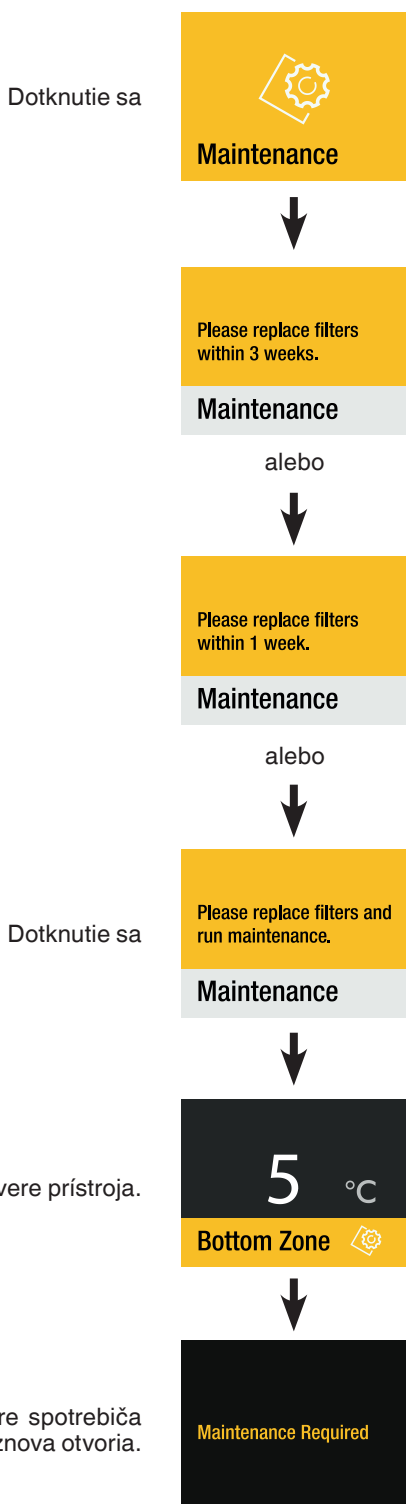 Dotknutie sa
Maintenance
Please replace filters
within 3 weeks.
Maintenance
alebo
Please replace filters
within 1 week.
Maintenance
alebo
Dotknutie sa
Please replace filters and
run maintenance.
Maintenance
5 °C
vere prístroja.
Bottom Zone
re spotrebiča
znova otvoria.
Maintenance Required